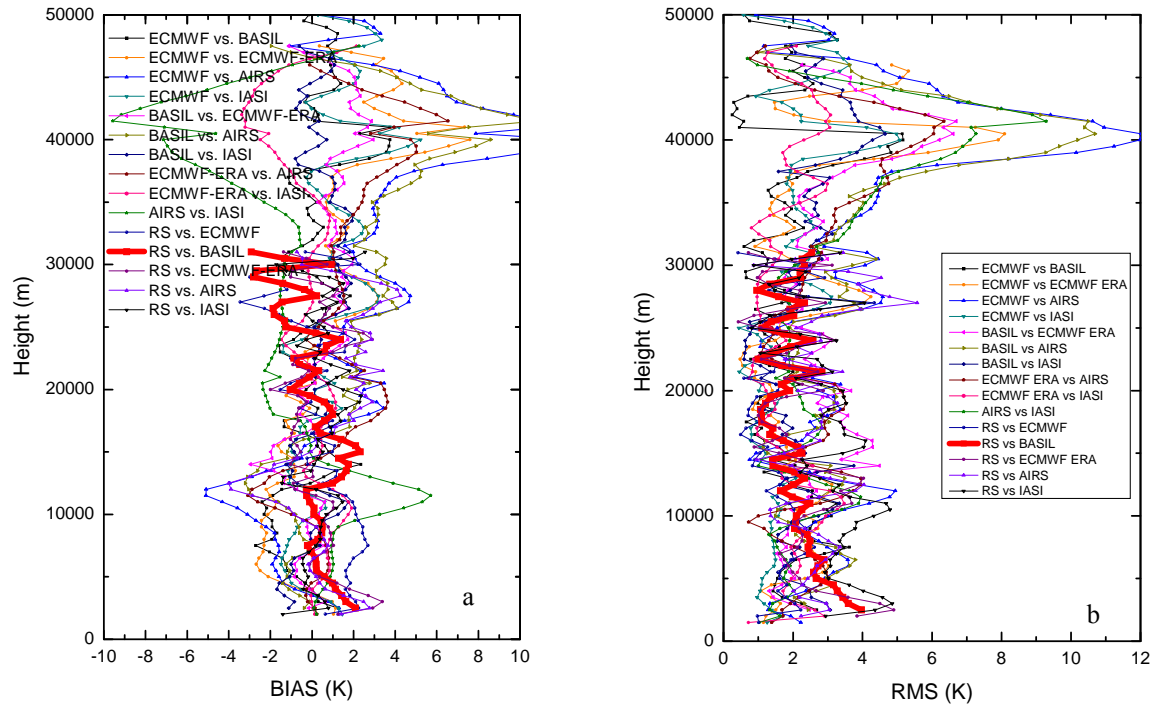 50000
40000
30000
20000
10000
0
Height (m)
-10 -8 -6 -4 -2 0 2 4 6 8 10
BIAS (K)
ECMWF vs. BASIL
ECMWF vs. ECMWF-ERA
ECMWF vs. AIRS
ECMWF vs. IASI
BASIL vs. ECMWF-ERA
BASIL vs. AIRS
BASIL vs. IASI
ECMWF-ERA vs. AIRS
ECMWF-ERA vs. IASI
AIRS vs. IASI
RS vs. ECMWF
RS vs. BASIL
RS vs. ECMWF-ERA
RS vs. AIRS
RS vs. IASI
a
50000
40000
30000
20000
10000
0
Height (m)
0 2 4 6 8 10 12
RMS (K)
ECMWF vs BASIL
ECMWF vs ECMWF ERA
ECMWF vs AIRS
ECMWF vs IASI
BASIL vs ECMWF ERA
BASIL vs AIRS
BASIL vs IASI
ECMWF ERA vs AIRS
ECMWF ERA vs IASI
AIRS vs IASI
RS vs ECMWF
RS vs BASIL
RS vs ECMWF ERA
RS vs AIRS
RS vs IASI
b